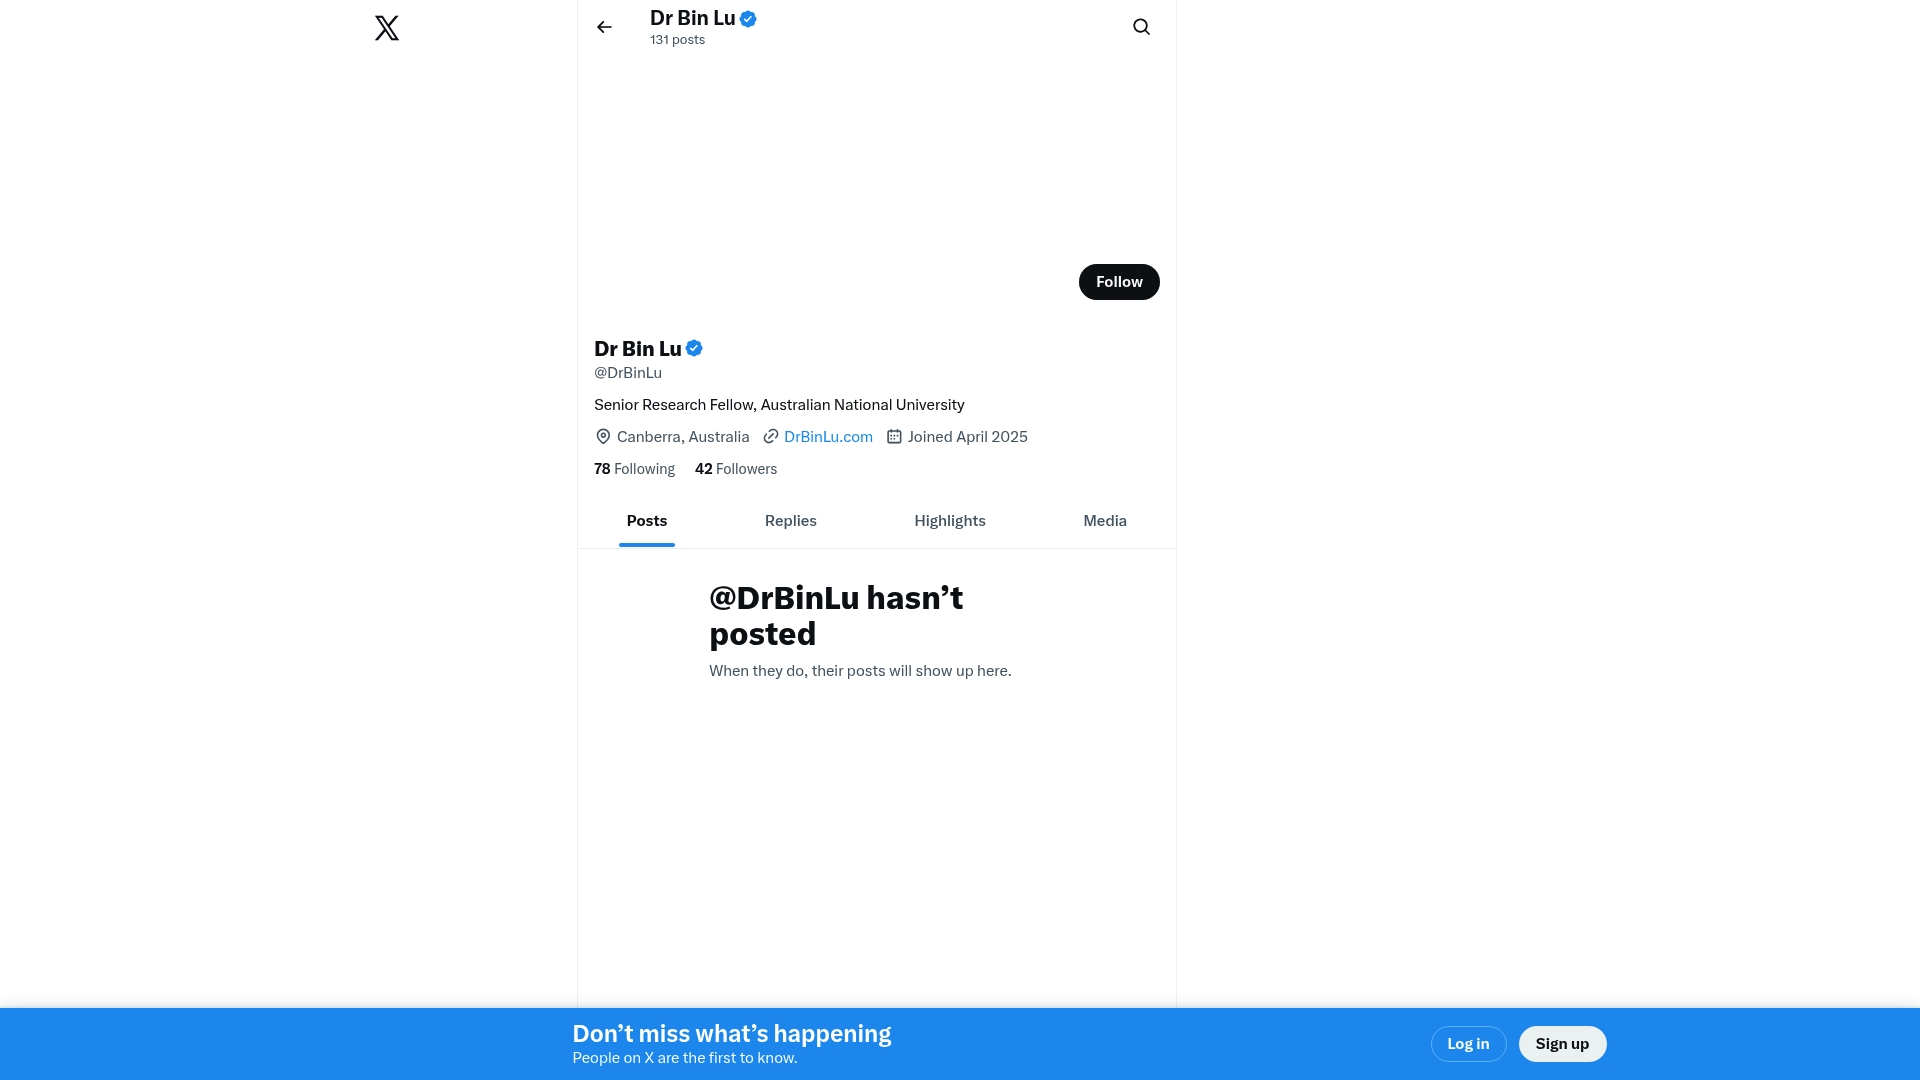 Dr Bin Lu
131 posts
Follow
Dr Bin Lu
@DrBinLu
Senior Research Fellow, Australian National University
Canberra, Australia DrBinLu.com Joined April 2025
78 Following 42 Followers
Posts Replies Highlights Media
@DrBinLu hasn’t
posted
When they do, their posts will show up here.
Don’t miss what’s happening
People on X are the first to know.
Log in Sign up